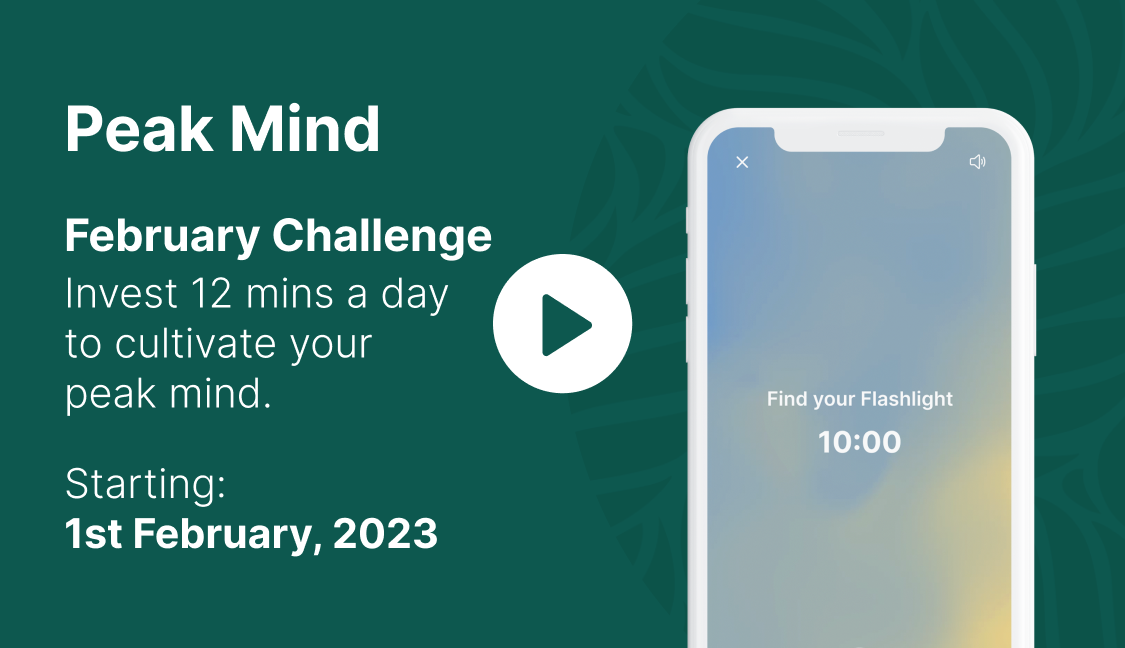 Peak Mind
February Challenge
Invest 12 mins a day
to cultivate your
peak mind.
Starting:
1st February, 2023
Find your Flashlight
10:00